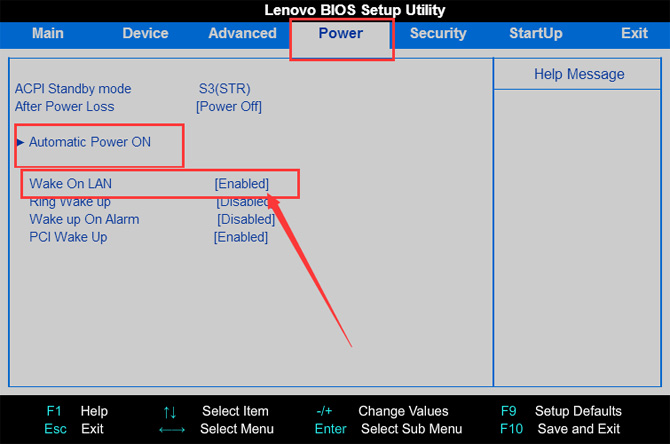 Lenovo BIOS Setup Utility
Main Device Advanced Power Security StartUp Exit
Help Message
ACPI Standby mode S3(STR)
After Power Loss [Power Off]
► Automatic Power ON
Wake On LAN [Enabled]
Ring Wake up [Disabled]
Wake up On Alarm [Disabled]
PCI Wake Up [Enabled]
F1 Help ↑↓ Select Item -/+ Change Values F9 Setup Defaults
Esc Exit ←→ Select Menu Enter Select Sub Menu F10 Save and Exit